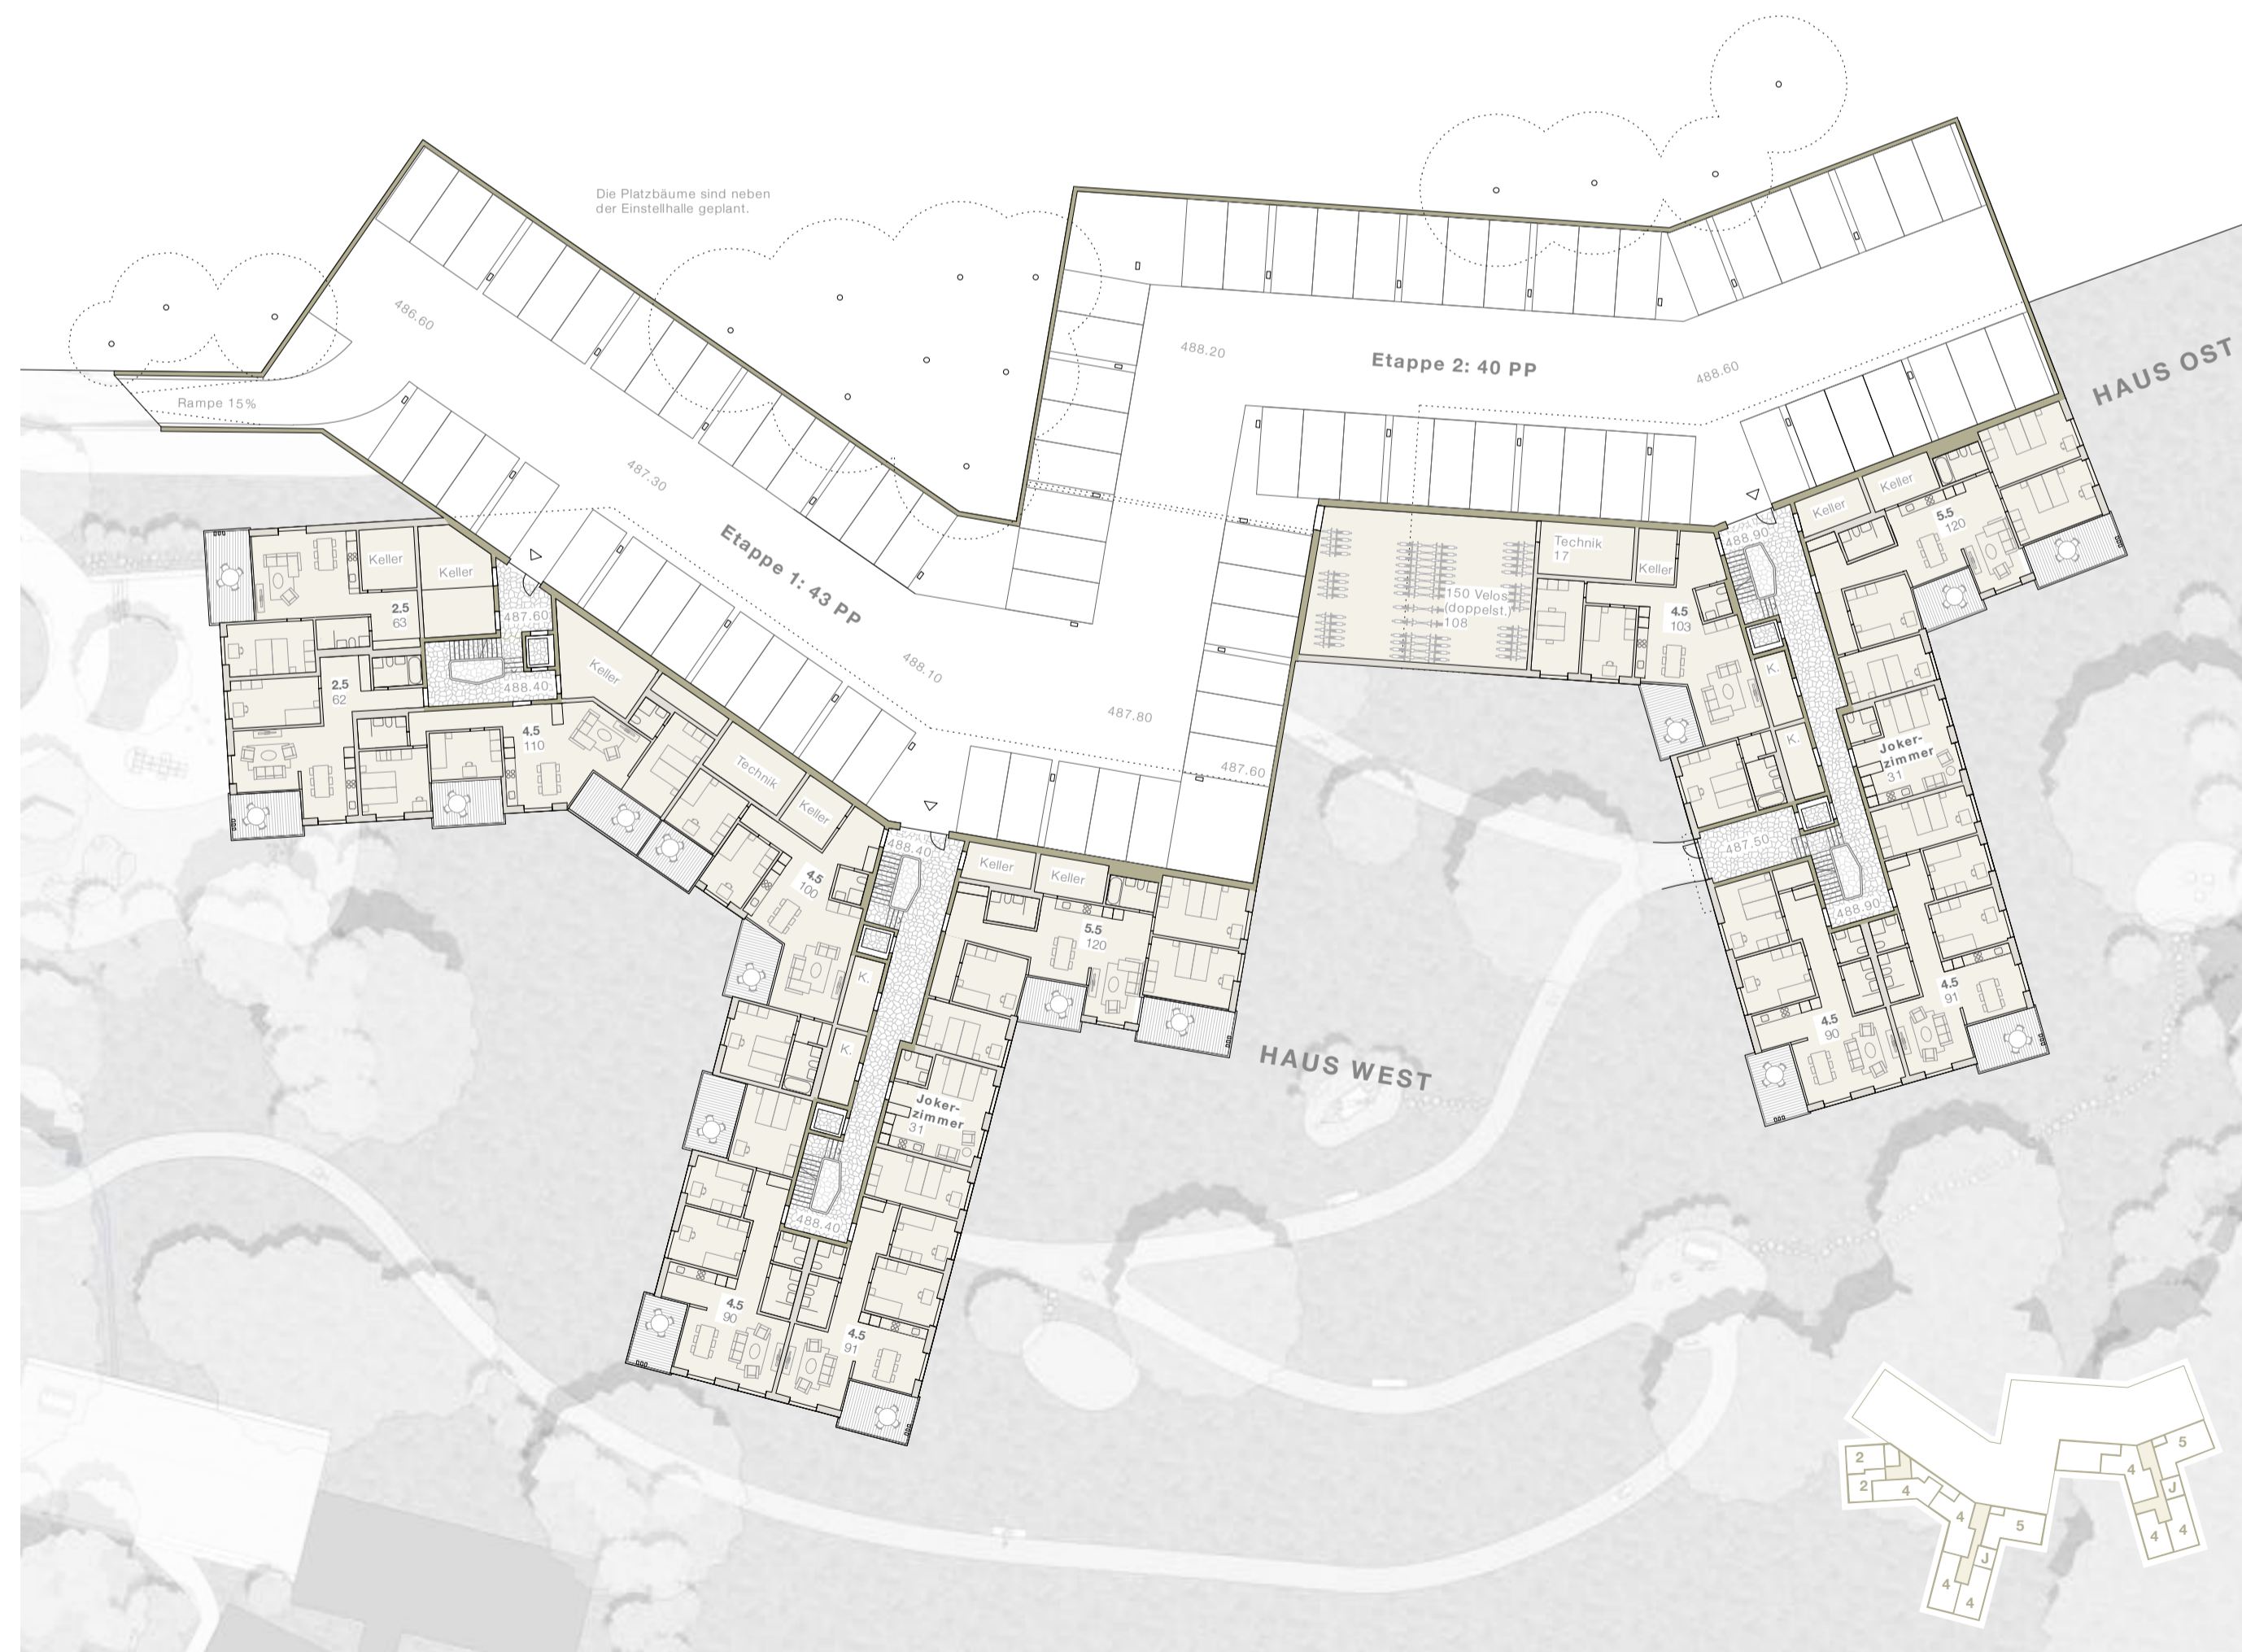 Die Platzbäume sind neben
der Einstellhalle geplant.
486.60
Rampe 15%
487.30
Etappe 1: 43 PP
488.10
487.80
487.60
488.20
Etappe 2: 40 PP
488.60
HAUS OST
Keller
Keller
2.5
63
487.60
488.40
2.5
62
4.5
110
Keller
Technik
Keller
4.5
100
488.40
Keller
Keller
5.5
120
K.
K.
Joker-
zimmer
31
488.40
4.5
90
4.5
91
HAUS WEST
150 Velos
(doppelst.)
108
Technik
17
Keller
4.5
103
488.90
Keller
Keller
5.5
120
K.
K.
Joker-
zimmer
31
487.50
488.90
4.5
90
4.5
91
2
2
4
4
5
J
4
4
4
5
J
4
4